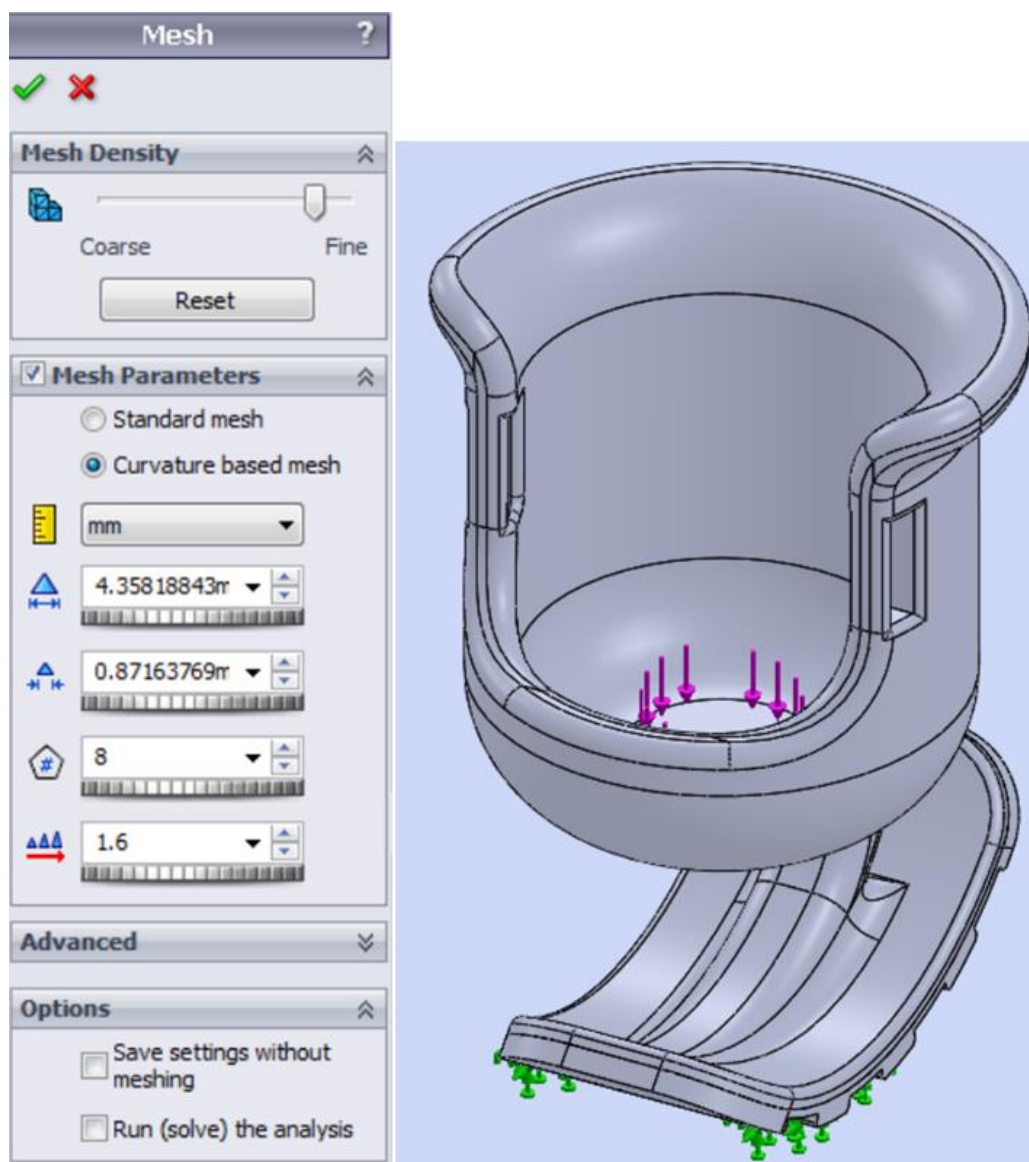 Mesh ?
Mesh Density
Coarse Fine
Reset
Mesh Parameters
Standard mesh
Curvature based mesh
mm
4.35818843m
0.87163769m
#
8
1.6
Advanced
Options
Save settings without
meshing
Run (solve) the analysis